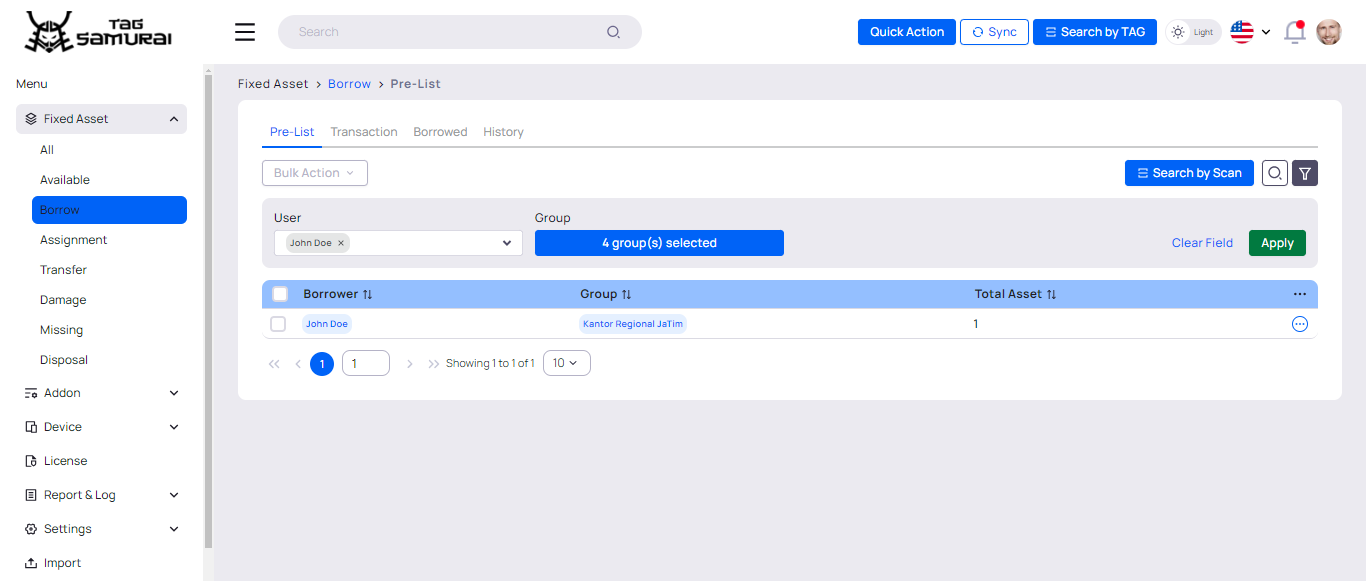 TAG SAMURAI
Search
Quick Action
Sync
Search by TAG
Light
Menu
Fixed Asset
All
Available
Borrow
Assignment
Transfer
Damage
Missing
Disposal
Addon
Device
License
Report & Log
Settings
Import
Fixed Asset > Borrow > Pre-List
Pre-List Transaction Borrowed History
Bulk Action
Search by Scan
User
Group
John Doe ×
4 group(s) selected
Clear Field
Apply
Borrower Group Total Asset
John Doe Kantor Regional JaTim 1
1 1 Showing 1 to 1 of 1 10